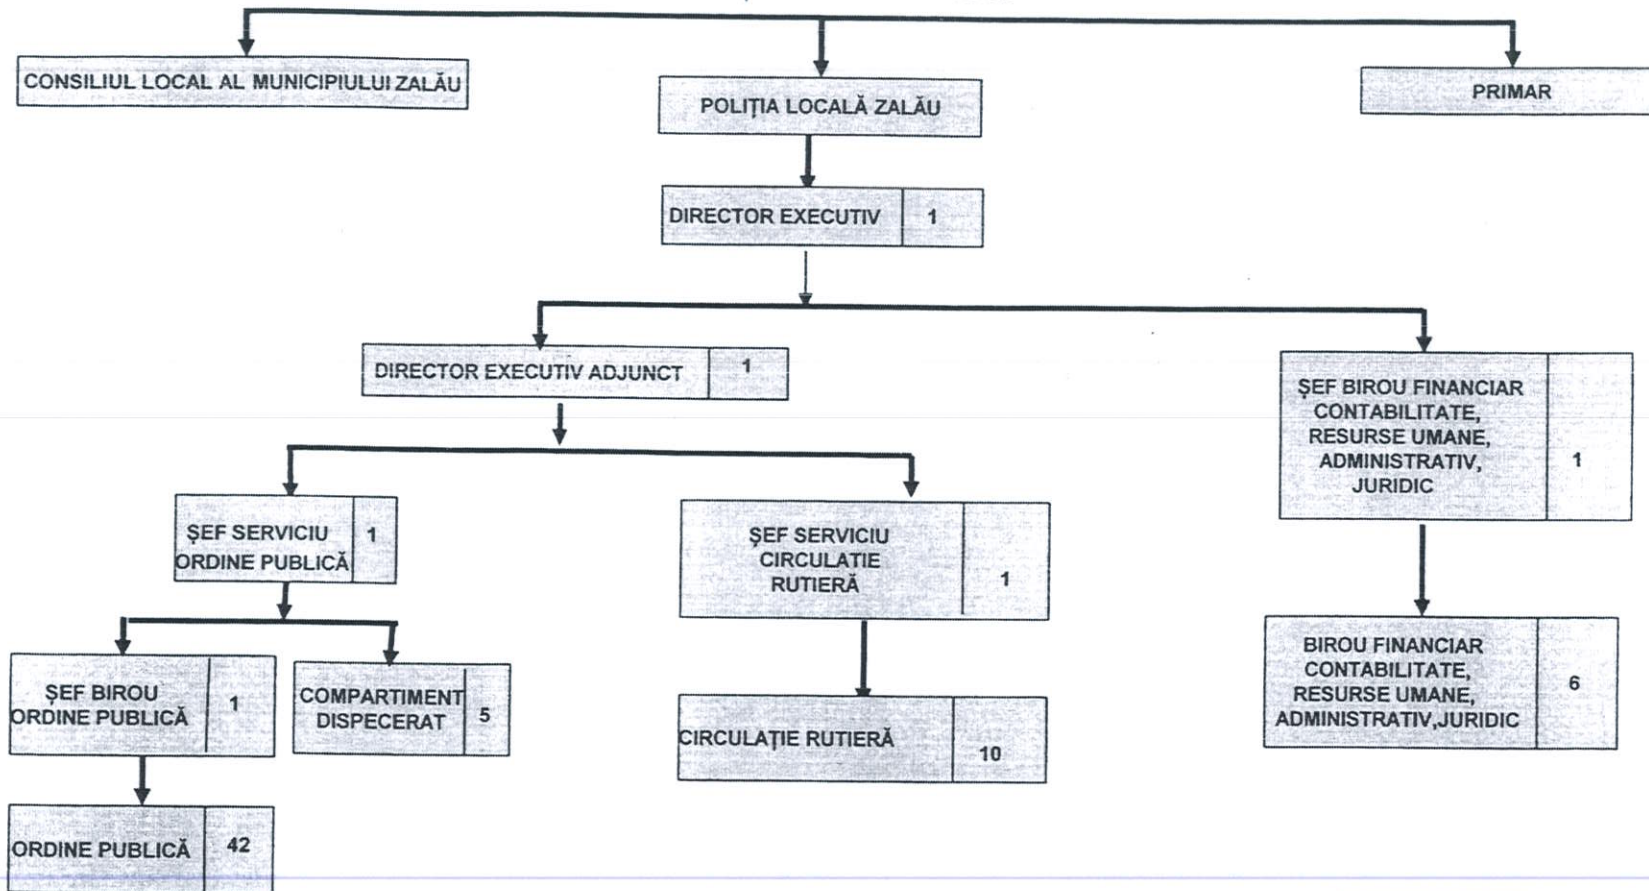 CONSILIUL LOCAL AL MUNICIPIULUI ZALĂU
POLIŢIA LOCALĂ ZALĂU
PRIMAR
DIRECTOR EXECUTIV 1
DIRECTOR EXECUTIV ADJUNCT 1
ŞEF BIROU FINANCIAR
CONTABILITATE,
RESURSE UMANE,
ADMINISTRATIV,
JURIDIC
1
ŞEF SERVICIU
ORDINE PUBLICĂ
1
ŞEF SERVICIU
CIRCULATIE
RUTIERĂ
1
ŞEF BIROU
ORDINE PUBLICĂ
1
COMPARTIMENT
DISPECERAT
5
CIRCULAŢIE RUTIERĂ
10
BIROU FINANCIAR
CONTABILITATE,
RESURSE UMANE,
ADMINISTRATIV,JURIDIC
6
ORDINE PUBLICĂ 42